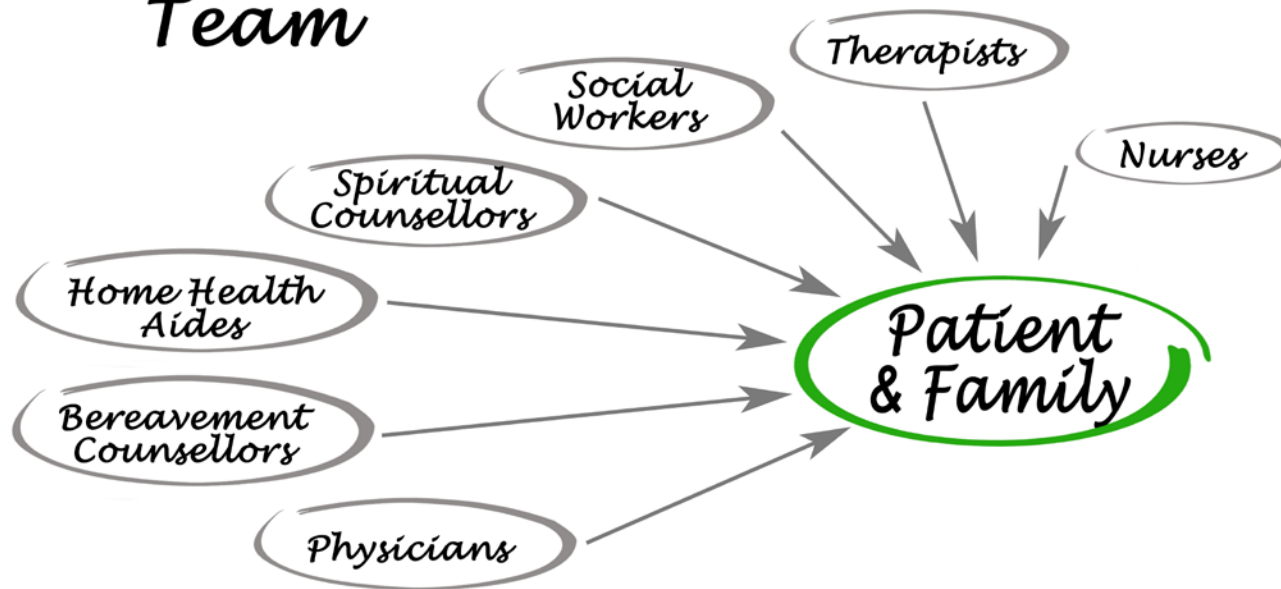 Team
Therapists
Social
Workers
Nurses
Spiritual
Counsellors
Home Health
Aides
Patient
& Family
Bereavement
Counsellors
Physicians